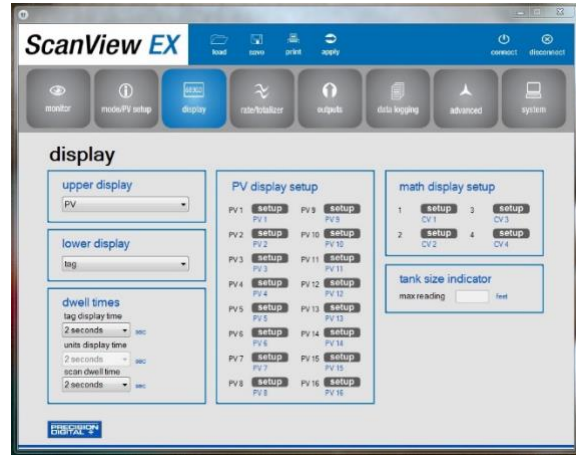 ScanView EX
load save print apply connect disconnect
monitor mode/PV setup display rate/totalizer outputs data logging advanced system
display
upper display
PV
lower display
tag
dwell times
tag display time
2 seconds sec
units display time
2 seconds sec
scan dwell time
2 seconds sec
PV display setup
PV 1 setup PV 9 setup
PV 1 PV 9
PV 2 setup PV 10 setup
PV 2 PV 10
PV 3 setup PV 11 setup
PV 3 PV 11
PV 4 setup PV 12 setup
PV 4 PV 12
PV 5 setup PV 13 setup
PV 5 PV 13
PV 6 setup PV 14 setup
PV 6 PV 14
PV 7 setup PV 15 setup
PV 7 PV 15
PV 8 setup PV 16 setup
PV 8 PV 16
math display setup
1 setup 3 setup
CV 1 CV 3
2 setup 4 setup
CV 2 CV 4
tank size indicator
max reading feet
PRECISION
DIGITAL